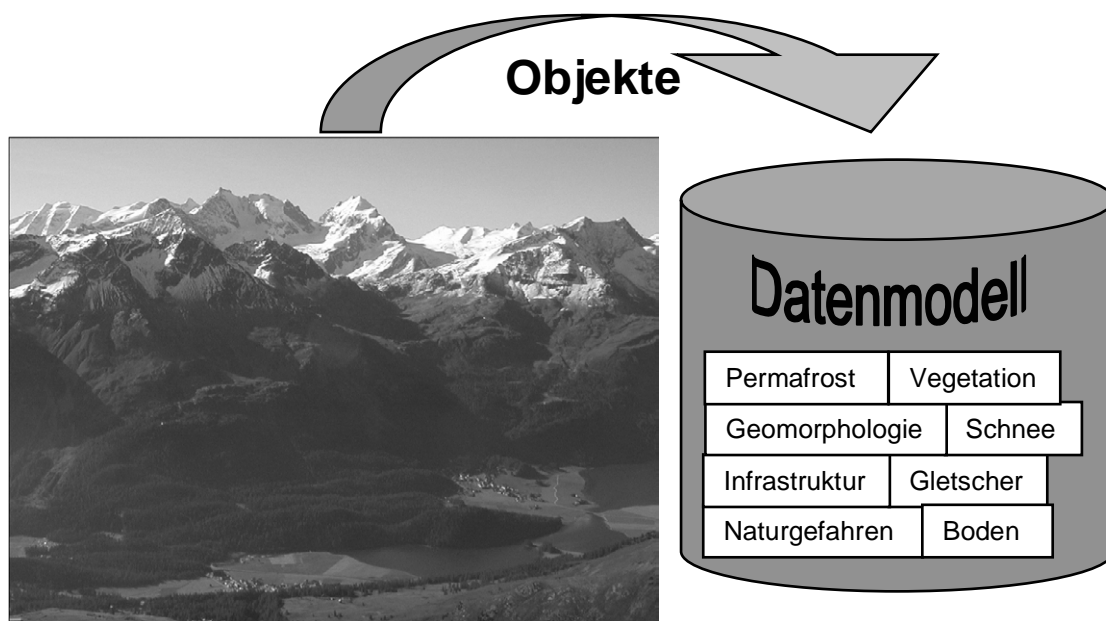 Objekte
Datenmodell
Permafrost Vegetation
Geomorphologie Schnee
Infrastruktur Gletscher
Naturgefahren Boden